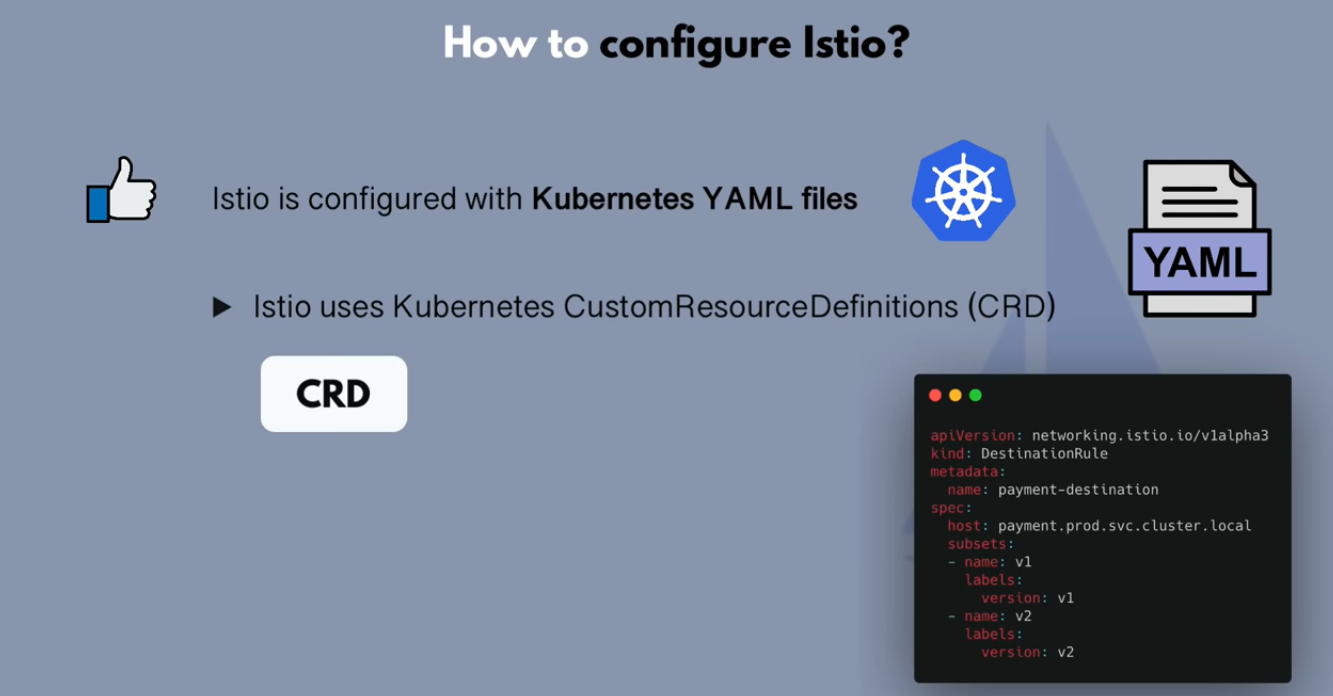 How to configure Istio?
Istio is configured with Kubernetes YAML files
YAML
▶ Istio uses Kubernetes CustomResourceDefinitions (CRD)
CRD
apiVersion: networking.istio.io/v1alpha3
kind: DestinationRule
metadata:
  name: payment-destination
spec:
  host: payment.prod.svc.cluster.local
  subsets:
  - name: v1
    labels:
      version: v1
  - name: v2
    labels:
      version: v2